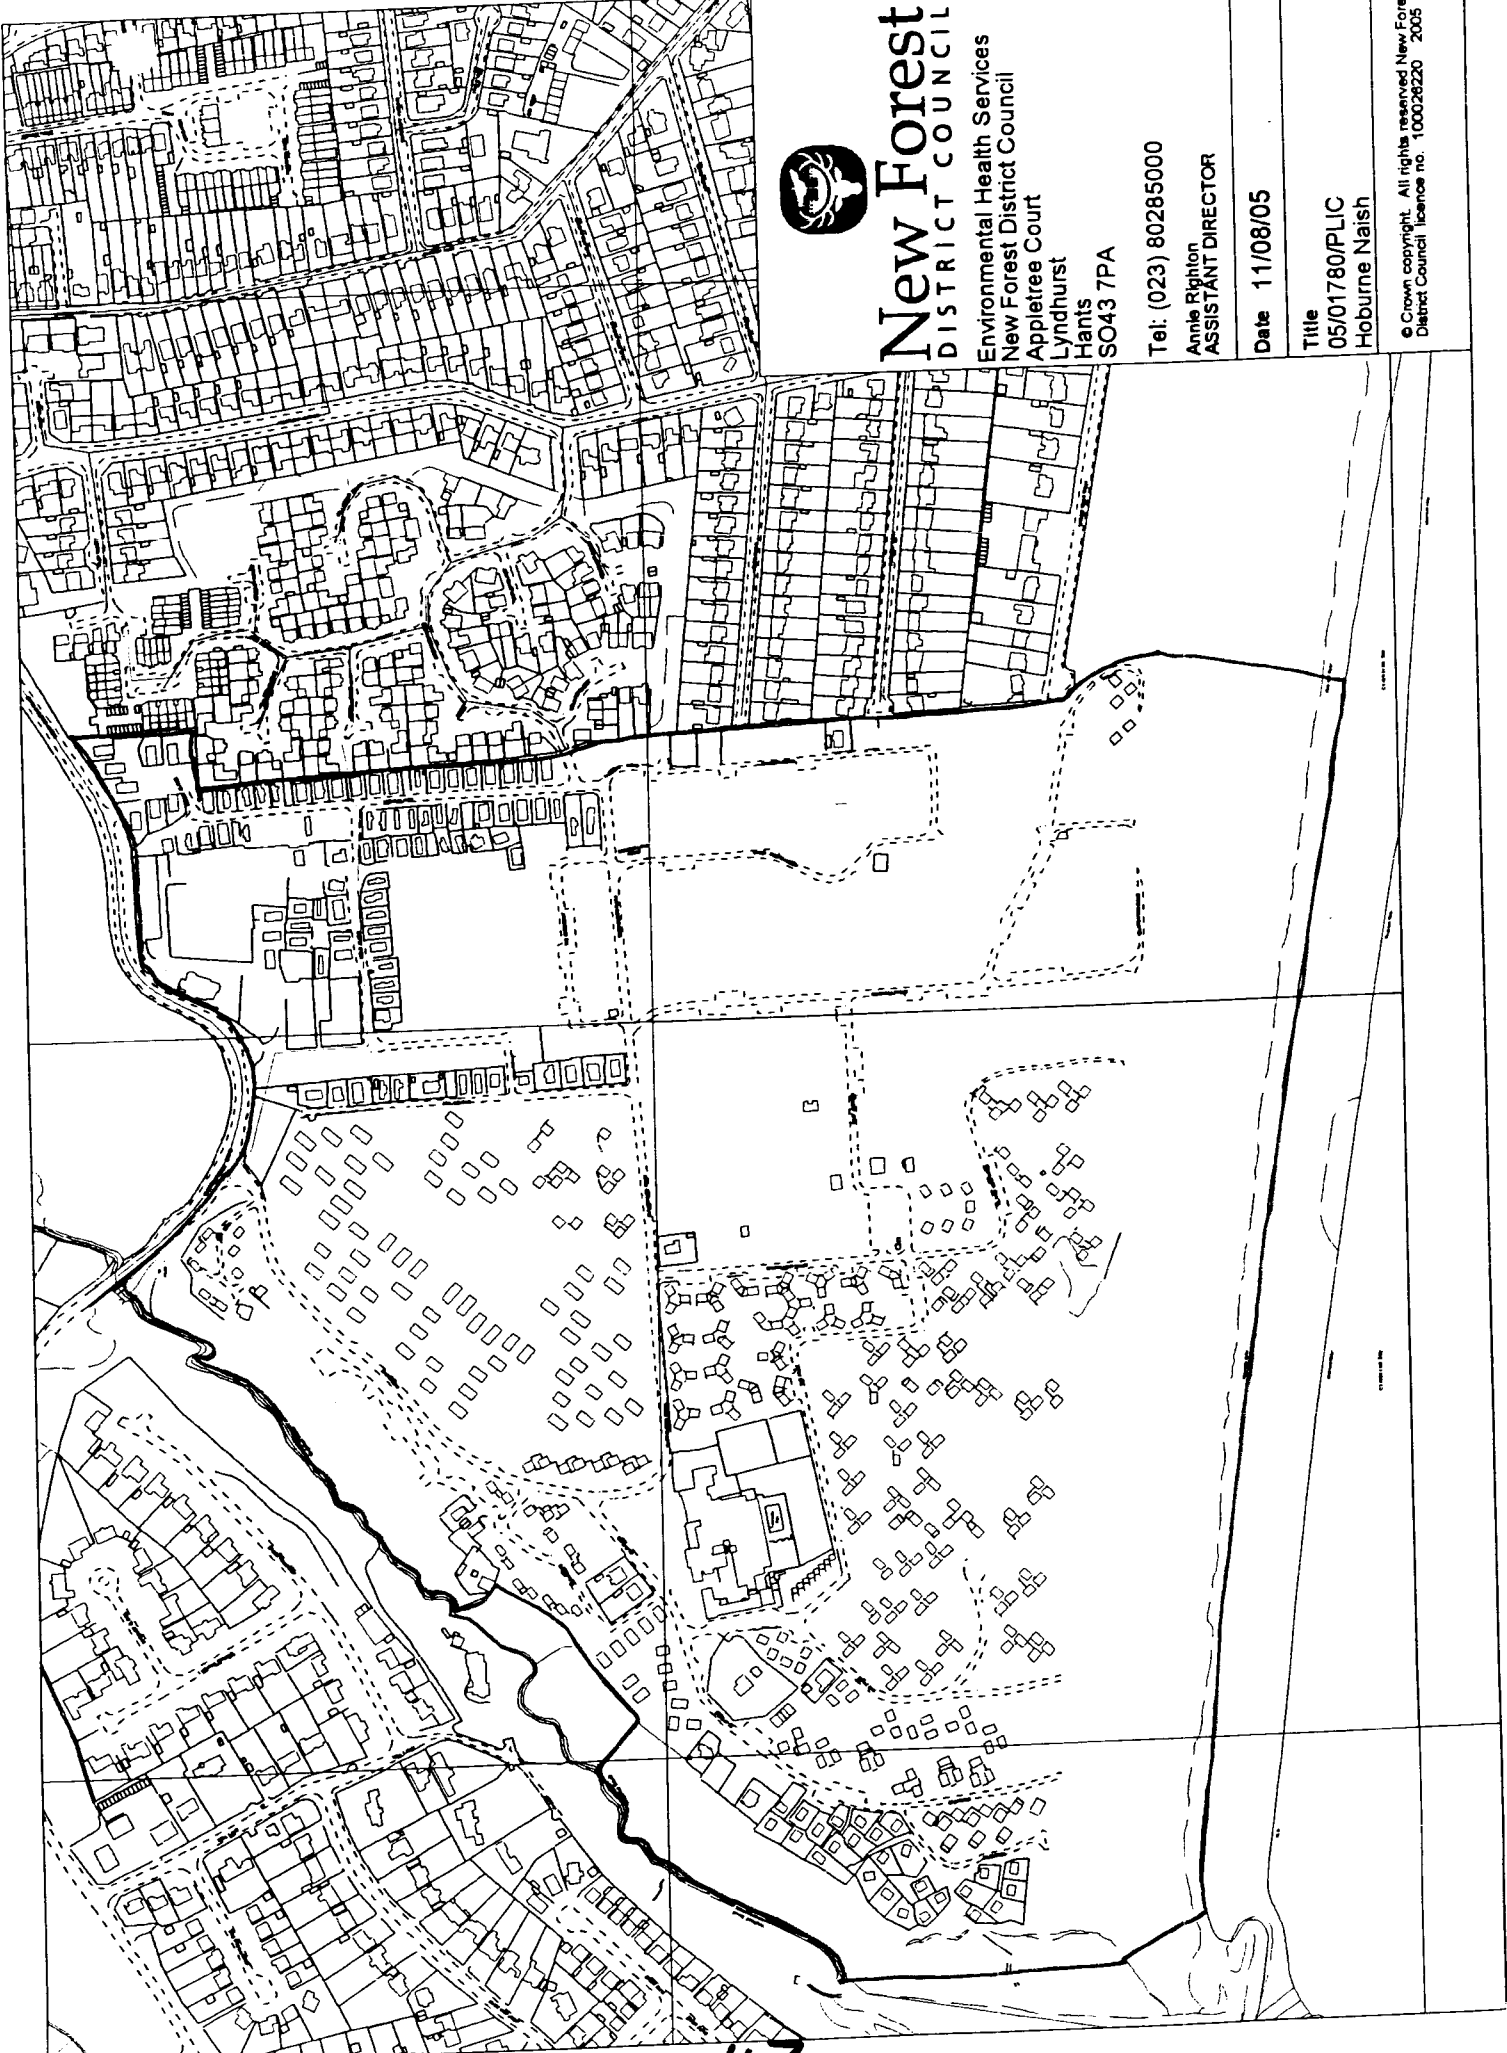 New Forest
DISTRICT COUNCIL
Environmental Health Services
New Forest District Council
Appletree Court
Lyndhurst
Hants
SO43 7PA
Tel: (023) 80285000
Annie Righton
ASSISTANT DIRECTOR
Date 11/08/05
Title
05/01780/PLIC
Hoburne Naish
© Crown copyright. All rights reserved New Fore
District Council licence no. 100026220 2005